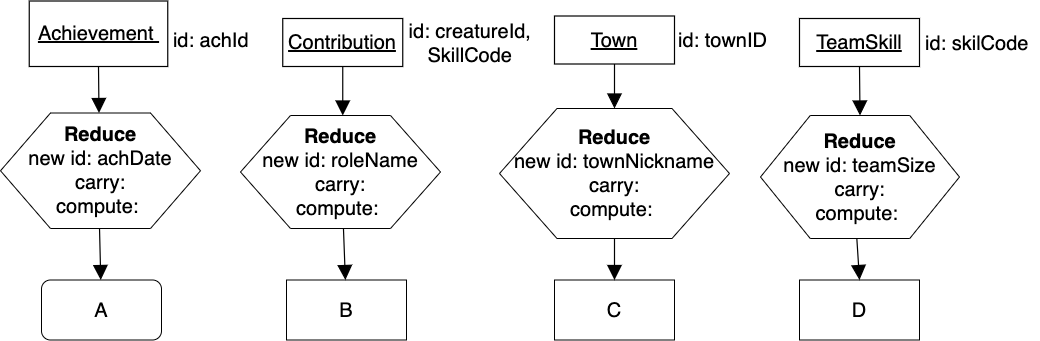 Achievement
id: achId
Reduce
new id: achDate
carry:
compute:
A
Contribution
id: creatureId,
SkillCode
Reduce
new id: roleName
carry:
compute:
B
Town
id: townID
Reduce
new id: townNickname
carry:
compute:
C
TeamSkill
id: skilCode
Reduce
new id: teamSize
carry:
compute:
D